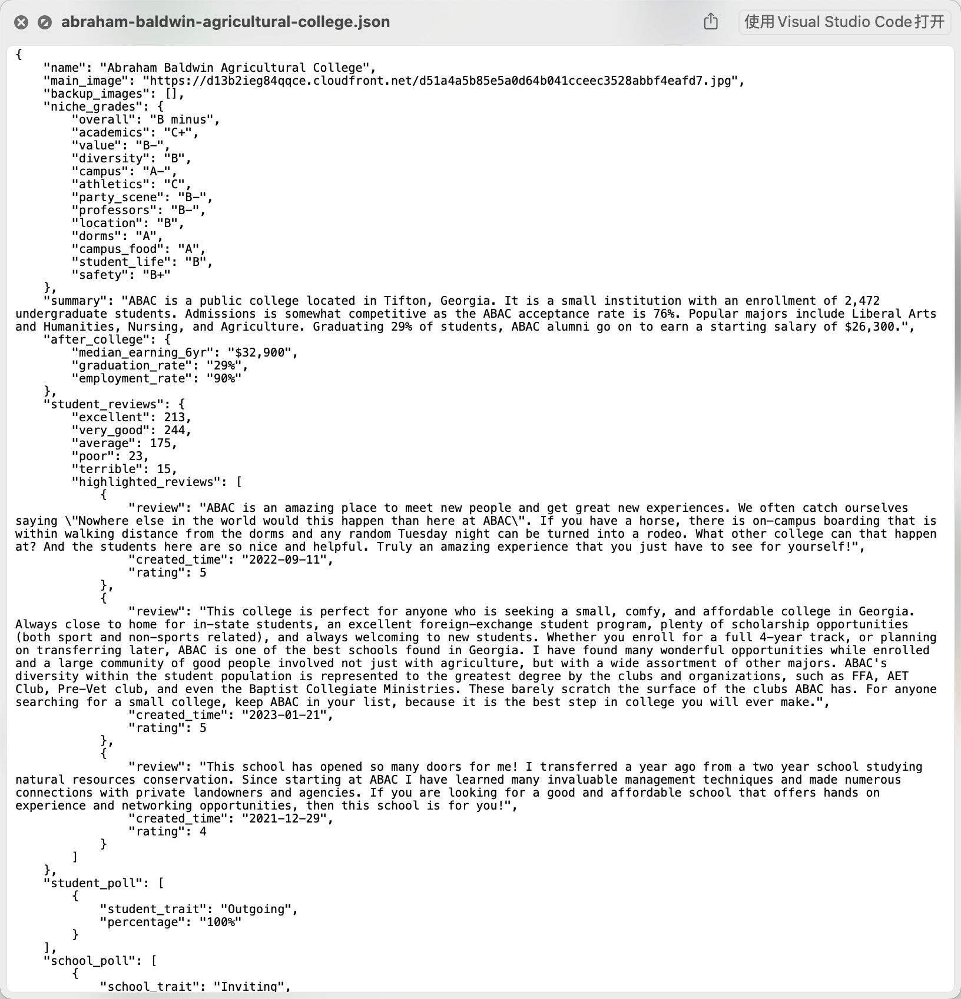 abraham-baldwin-agricultural-college.json
使用 Visual Studio Code 打开
{
    "name": "Abraham Baldwin Agricultural College",
    "main_image": "https://d13b2ieg84qqce.cloudfront.net/d51a4a5b85e5a0d64b041cceec3528abbf4eafd7.jpg",
    "backup_images": [],
    "niche_grades": {
        "overall": "B minus",
        "academics": "C+",
        "value": "B-",
        "diversity": "B",
        "campus": "A-",
        "athletics": "C",
        "party_scene": "B-",
        "professors": "B-",
        "location": "B",
        "dorms": "A",
        "campus_food": "A",
        "student_life": "B",
        "safety": "B+"
    },
    "summary": "ABAC is a public college located in Tifton, Georgia. It is a small institution with an enrollment of 2,472
undergraduate students. Admissions is somewhat competitive as the ABAC acceptance rate is 76%. Popular majors include Liberal Arts
and Humanities, Nursing, and Agriculture. Graduating 29% of students, ABAC alumni go on to earn a starting salary of $26,300.",
    "after_college": {
        "median_earning_6yr": "$32,900",
        "graduation_rate": "29%",
        "employment_rate": "90%"
    },
    "student_reviews": {
        "excellent": 213,
        "very_good": 244,
        "average": 175,
        "poor": 23,
        "terrible": 15,
        "highlighted_reviews": [
            {
                "review": "ABAC is an amazing place to meet new people and get great new experiences. We often catch ourselves
saying \"Nowhere else in the world would this happen than here at ABAC\". If you have a horse, there is on-campus boarding that is
within walking distance from the dorms and any random Tuesday night can be turned into a rodeo. What other college can that happen
at? And the students here are so nice and helpful. Truly an amazing experience that you just have to see for yourself!",
                "created_time": "2022-09-11",
                "rating": 5
            },
            {
                "review": "This college is perfect for anyone who is seeking a small, comfy, and affordable college in Georgia.
Always close to home for in-state students, an excellent foreign-exchange student program, plenty of scholarship opportunities
(both sport and non-sports related), and always welcoming to new students. Whether you enroll for a full 4-year track, or planning
on transferring later, ABAC is one of the best schools found in Georgia. I have found many wonderful opportunities while enrolled
and a large community of good people involved not just with agriculture, but with a wide assortment of other majors. ABAC's
diversity within the student population is represented to the greatest degree by the clubs and organizations, such as FFA, AET
Club, Pre-Vet club, and even the Baptist Collegiate Ministries. These barely scratch the surface of the clubs ABAC has. For anyone
searching for a small college, keep ABAC in your list, because it is the best step in college you will ever make.",
                "created_time": "2023-01-21",
                "rating": 5
            },
            {
                "review": "This school has opened so many doors for me! I transferred a year ago from a two year school studying
natural resources conservation. Since starting at ABAC I have learned many invaluable management techniques and made numerous
connections with private landowners and agencies. If you are looking for a good and affordable school that offers hands on
experience and networking opportunities, then this school is for you!",
                "created_time": "2021-12-29",
                "rating": 4
            }
        ]
    },
    "student_poll": [
        {
            "student_trait": "Outgoing",
            "percentage": "100%"
        }
    ],
    "school_poll": [
        {
            "school_trait": "Inviting",